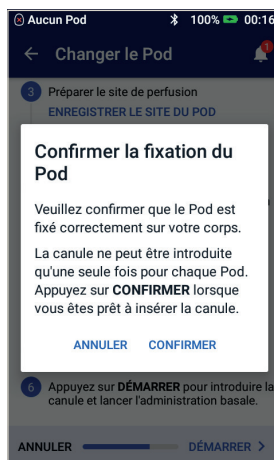 Aucun Pod 100% 00:16
Changer le Pod 1
3 Préparer le site de perfusion
ENREGISTRER LE SITE DU POD
Confirmer la fixation du
Pod
Veuillez confirmer que le Pod est
fixé correctement sur votre corps.
La canule ne peut être introduite
qu'une seule fois pour chaque Pod.
Appuyez sur CONFIRMER lorsque
vous êtes prêt à insérer la canule.
ANNULER CONFIRMER
6 Appuyez sur DÉMARRER pour introduire la
canule et lancer l'administration basale.
ANNULER DÉMARRER